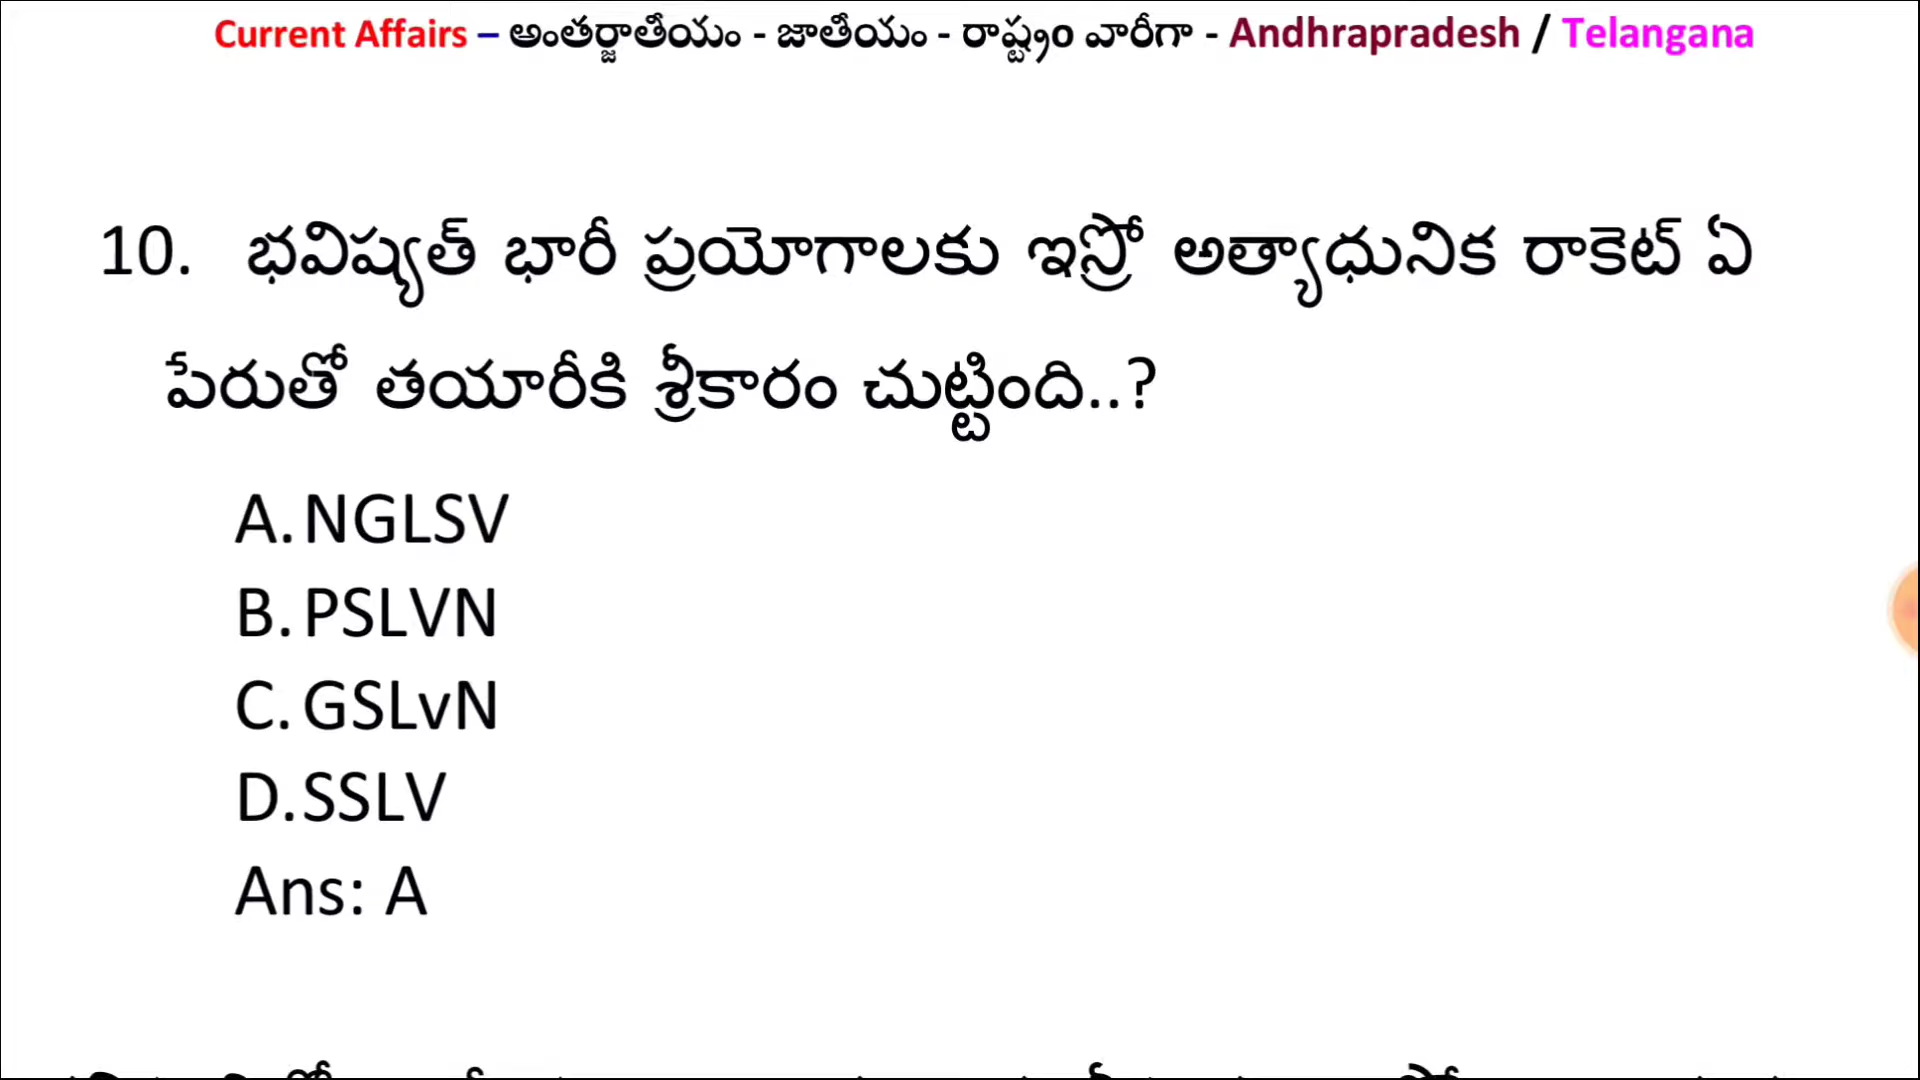 Current Affairs – అంతర్జాతీయం - జాతీయం - రాష్ట్రం వారీగా - Andhrapradesh / Telangana
10. భవిష్యత్ భారీ ప్రయోగాలకు ఇస్రో అత్యాధునిక రాకెట్ ఏ
పేరుతో తయారీకి శ్రీకారం చుట్టింది..?
A. NGLSV
B. PSLVN
C. GSLvN
D. SSLV
Ans: A